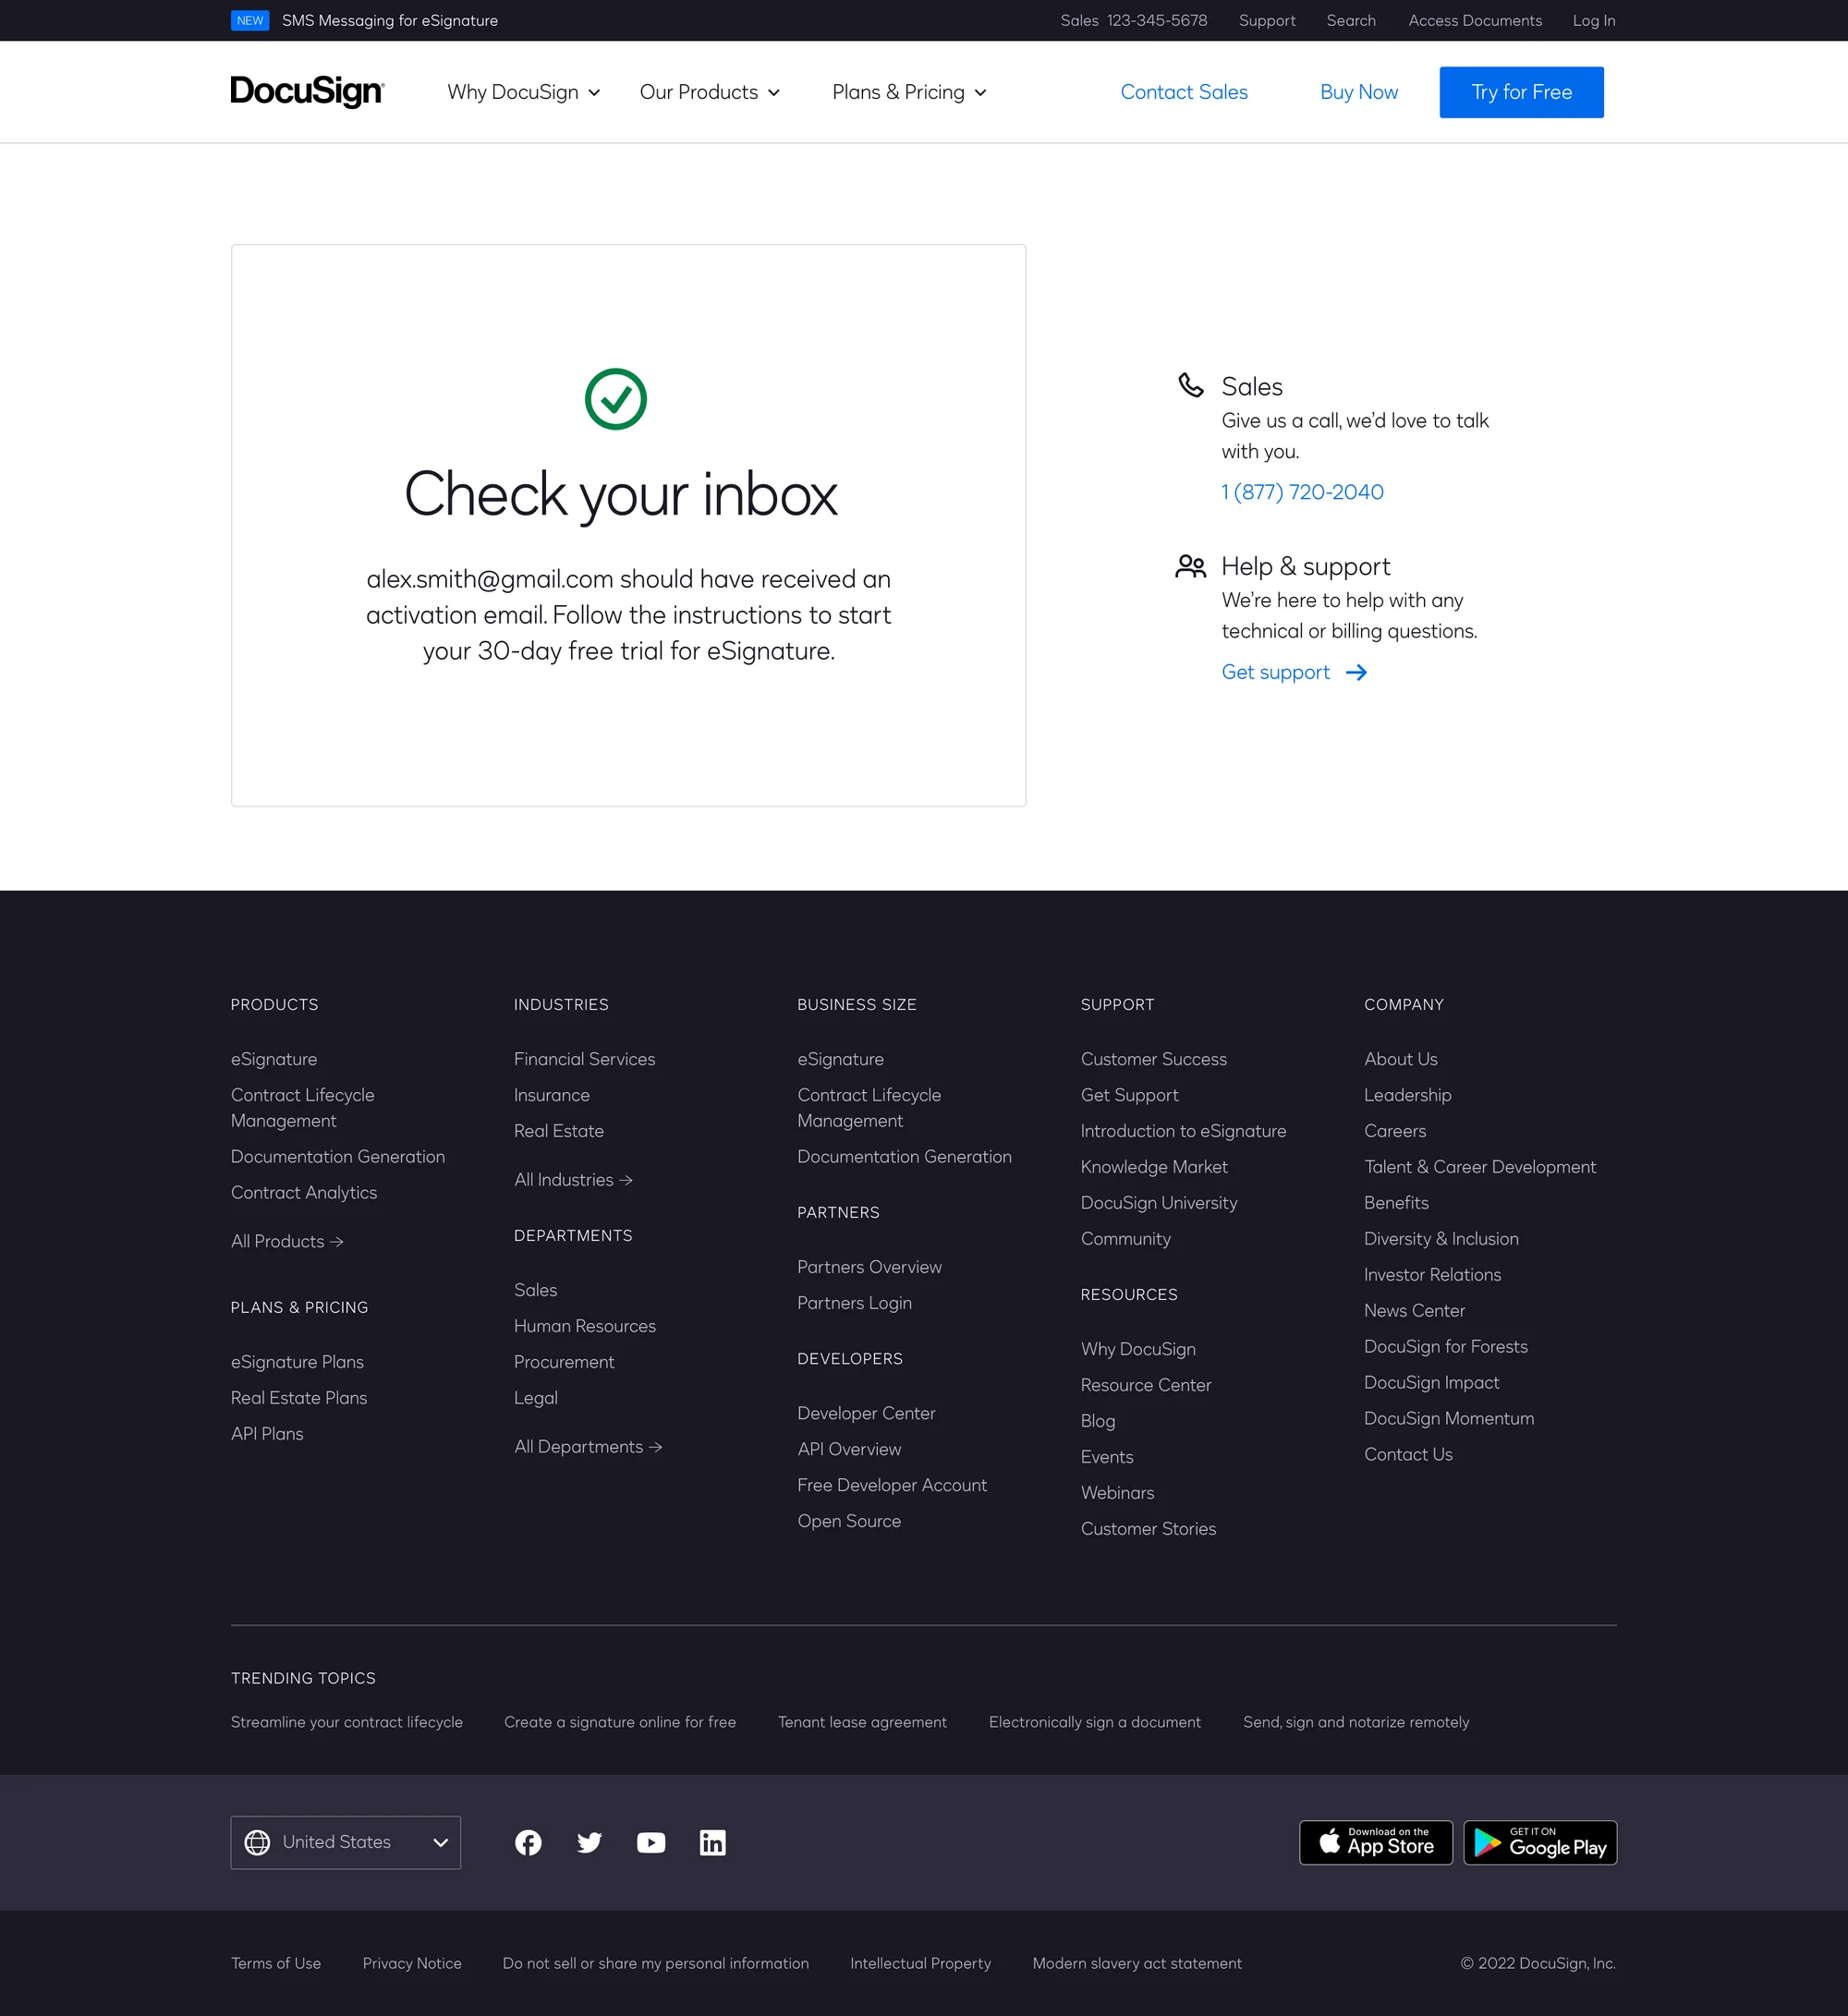 NEW SMS Messaging for eSignature
Sales 123-345-5678 Support Search Access Documents Log In
DocuSign® Why DocuSign Our Products Plans & Pricing Contact Sales Buy Now Try for Free
Check your inbox
alex.smith@gmail.com should have received an
activation email. Follow the instructions to start
your 30-day free trial for eSignature.
Sales
Give us a call, we'd love to talk
with you.
1 (877) 720-2040
Help & support
We're here to help with any
technical or billing questions.
Get support →
PRODUCTS
eSignature
Contract Lifecycle
Management
Documentation Generation
Contract Analytics
All Products →
PLANS & PRICING
eSignature Plans
Real Estate Plans
API Plans
INDUSTRIES
Financial Services
Insurance
Real Estate
All Industries →
DEPARTMENTS
Sales
Human Resources
Procurement
Legal
All Departments →
BUSINESS SIZE
eSignature
Contract Lifecycle
Management
Documentation Generation
PARTNERS
Partners Overview
Partners Login
DEVELOPERS
Developer Center
API Overview
Free Developer Account
Open Source
SUPPORT
Customer Success
Get Support
Introduction to eSignature
Knowledge Market
DocuSign University
Community
RESOURCES
Why DocuSign
Resource Center
Blog
Events
Webinars
Customer Stories
COMPANY
About Us
Leadership
Careers
Talent & Career Development
Benefits
Diversity & Inclusion
Investor Relations
News Center
DocuSign for Forests
DocuSign Impact
DocuSign Momentum
Contact Us
TRENDING TOPICS
Streamline your contract lifecycle Create a signature online for free Tenant lease agreement Electronically sign a document Send, sign and notarize remotely
United States
Download on the
App Store
GET IT ON
Google Play
Terms of Use Privacy Notice Do not sell or share my personal information Intellectual Property Modern slavery act statement © 2022 DocuSign, Inc.